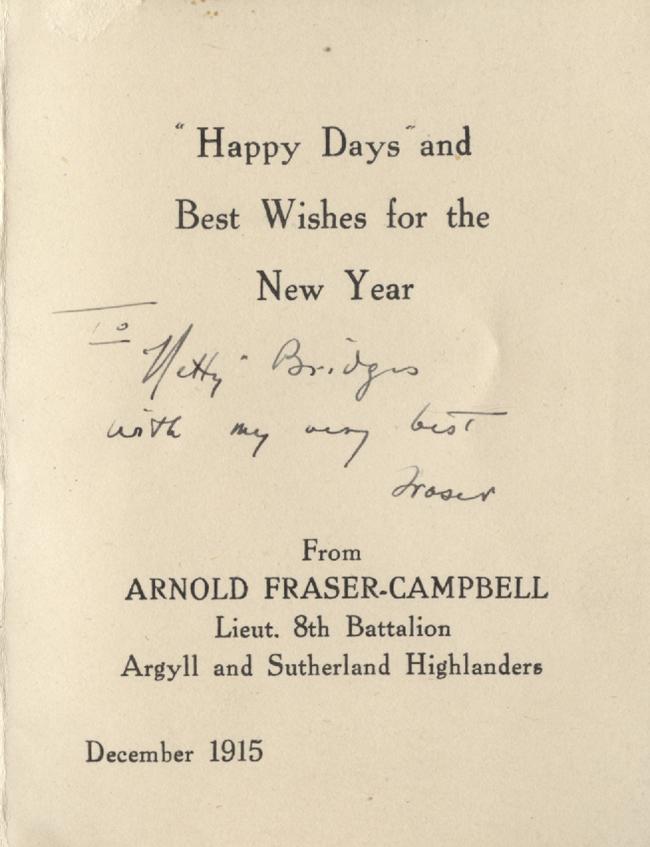 "Happy Days" and
Best Wishes for the
New Year
To
"Netty" Bridges
with my very best
Fraser
From
ARNOLD FRASER-CAMPBELL
Lieut. 8th Battalion
Argyll and Sutherland Highlanders
December 1915